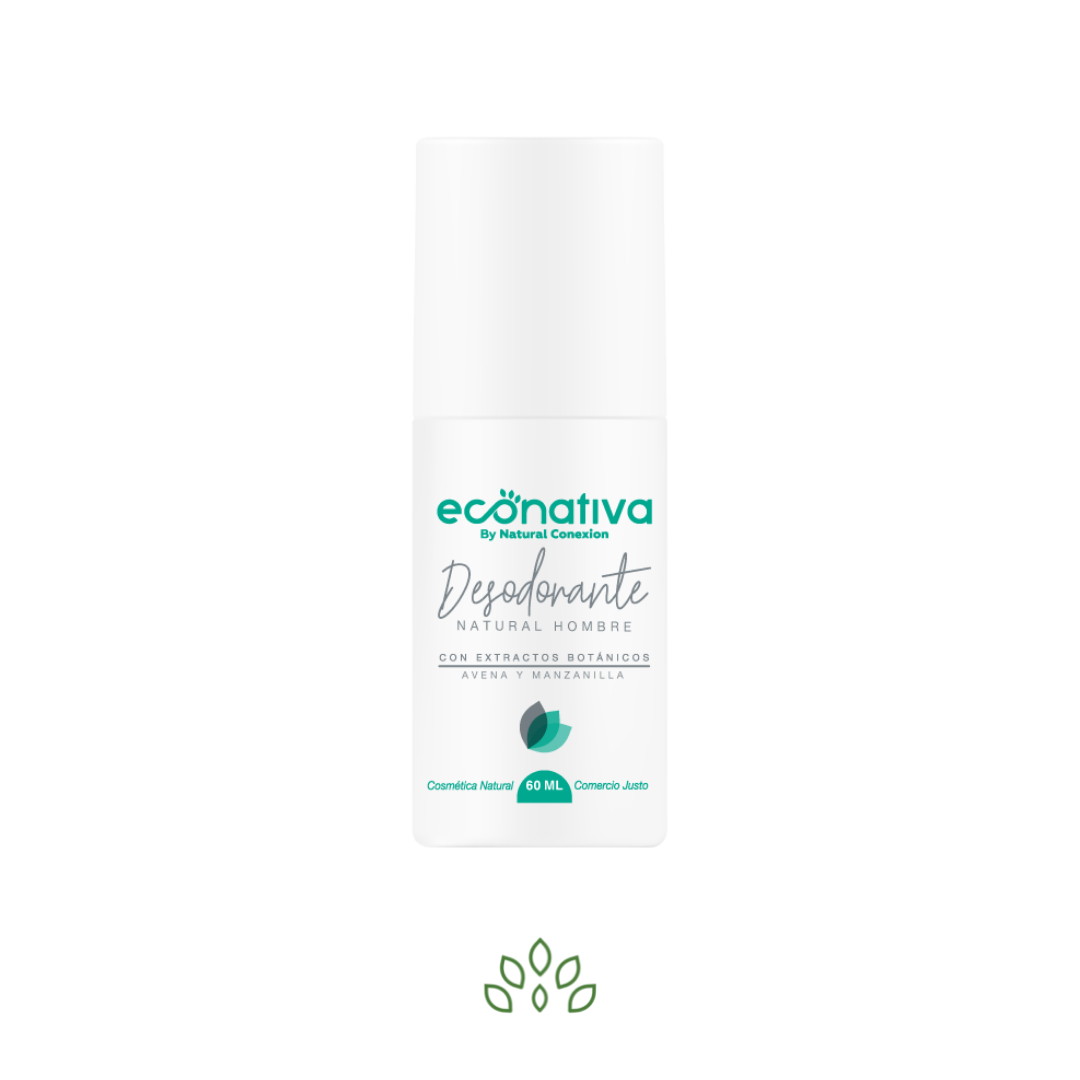 econativa
By Natural Conexion
Desodorante
NATURAL HOMBRE
CON EXTRACTOS BOTÁNICOS
AVENA Y MANZANILLA
Cosmética Natural 60 ML Comercio Justo